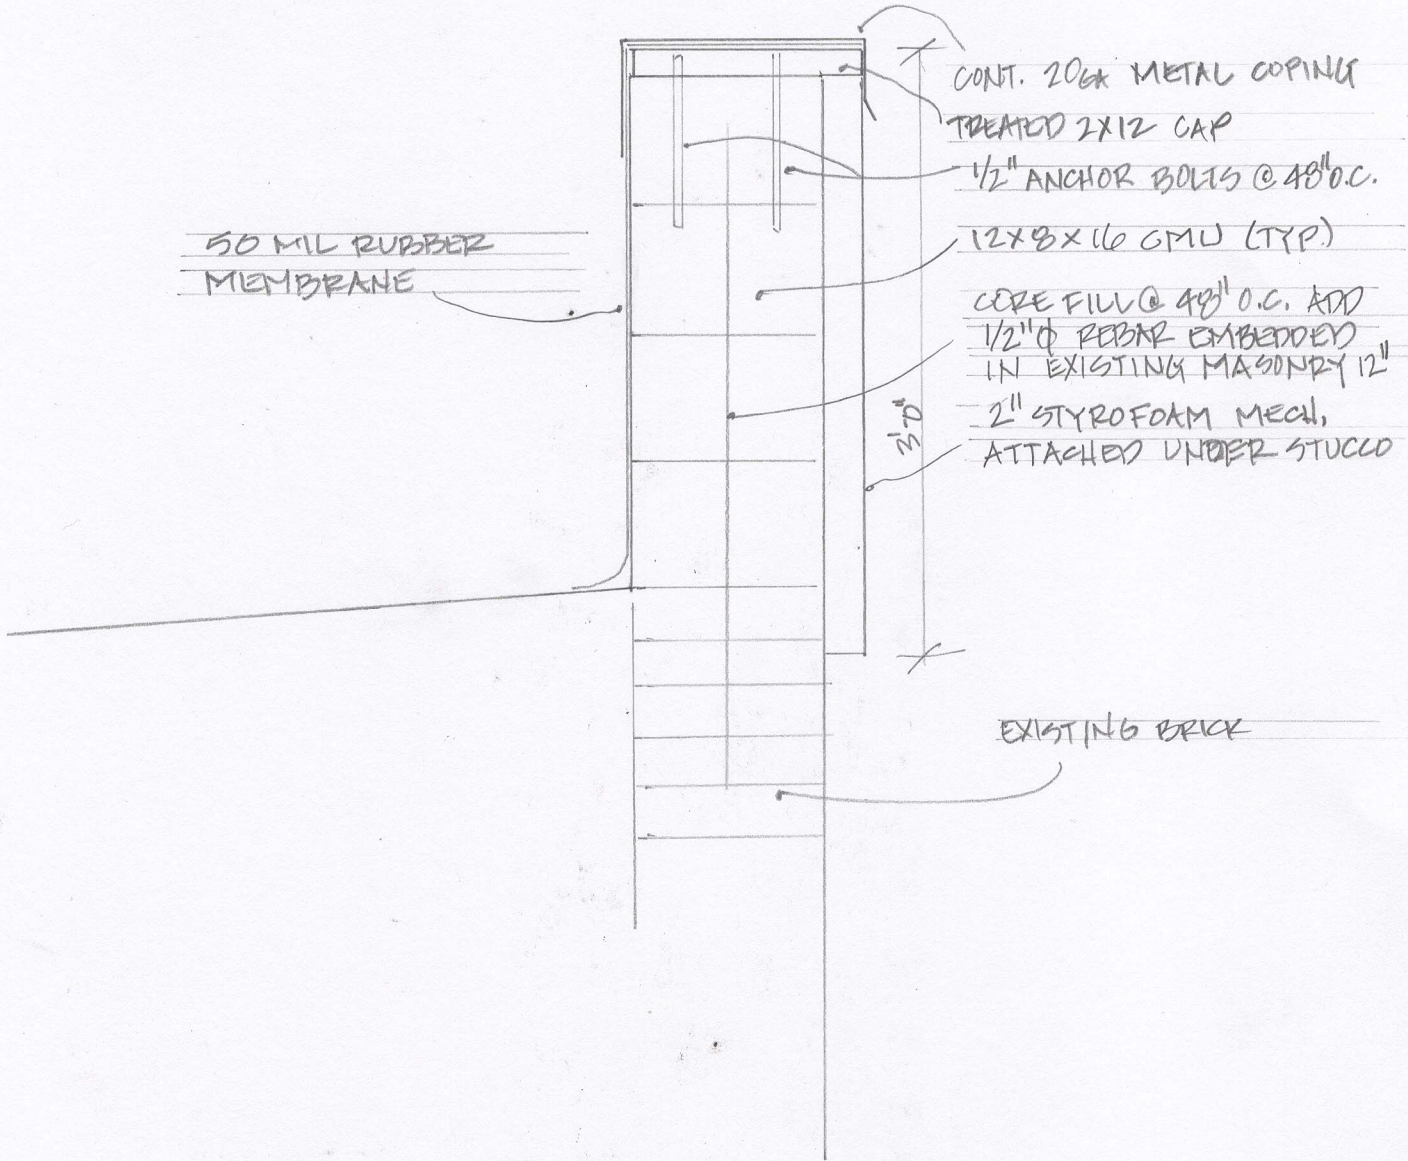 CONT. 20GA METAL COPING
TREATED 2X12 CAP
1/2" ANCHOR BOLTS @ 48" O.C.
50 MIL RUBBER
MEMBRANE
12X8X16 CMU (TYP.)
CORE FILL @ 48" O.C. ADD
1/2" ϕ REBAR EMBEDDED
IN EXISTING MASONRY 12"
3'-0"
2" STYROFOAM MECH.
ATTACHED UNDER STUCCO
EXISTING BRICK